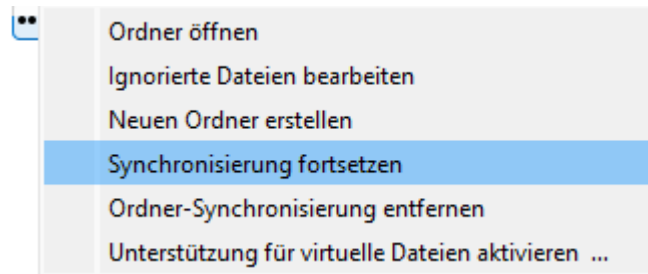 Ordner öffnen
Ignorierte Dateien bearbeiten
Neuen Ordner erstellen
Synchronisierung fortsetzen
Ordner-Synchronisierung entfernen
Unterstützung für virtuelle Dateien aktivieren ...